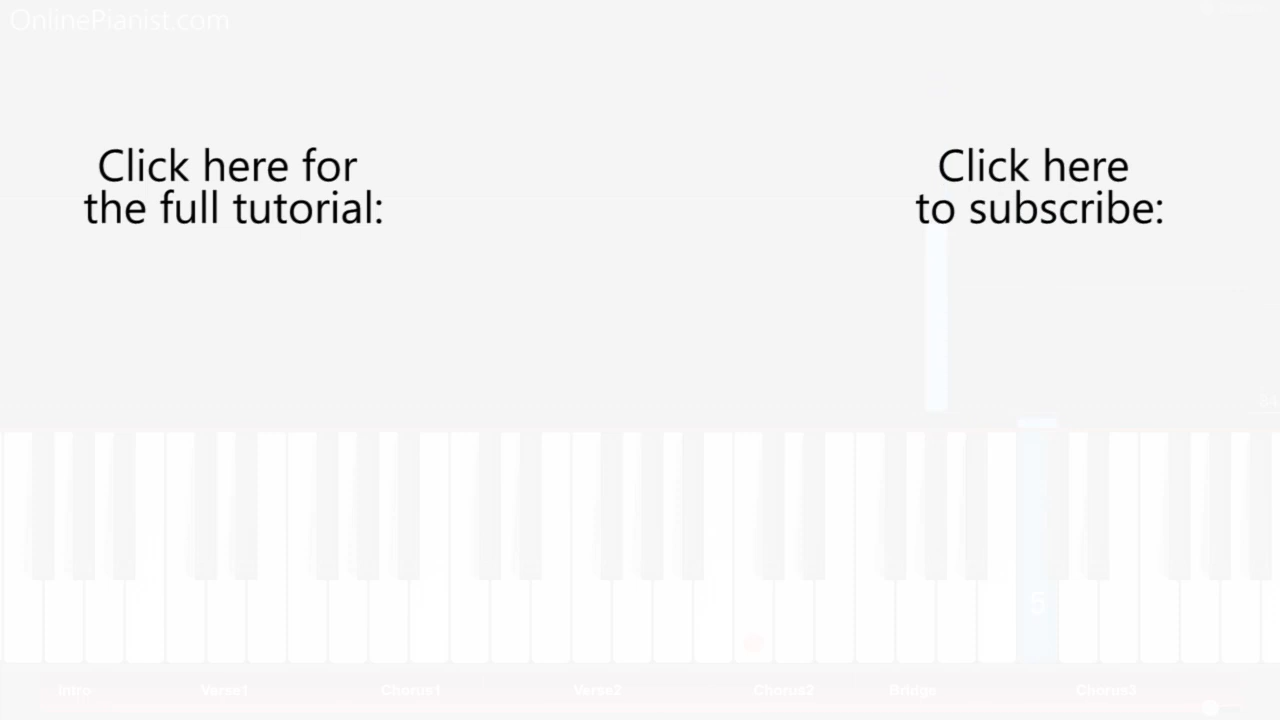 OnlinePianist.com
Click here for
the full tutorial:
Click here
to subscribe:
5
Intro Verse1 Chorus1 Verse2 Chorus2 Bridge Chorus3